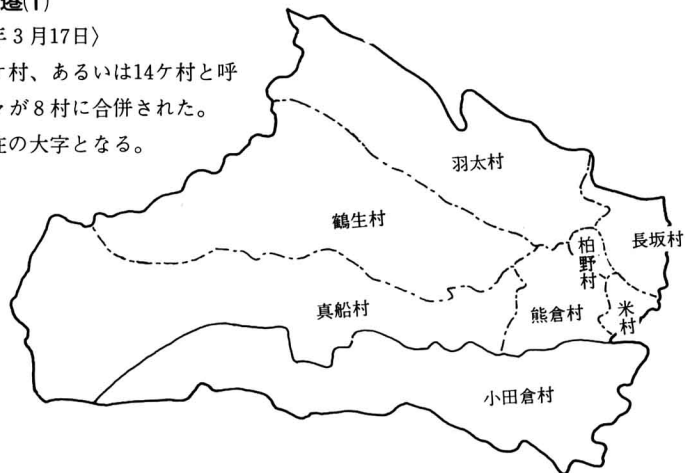 遷(1)
年3月17日〉
ケ村、あるいは14ケ村と呼
々が8村に合併された。
在の大字となる。
羽太村
鶴生村
長坂村
柏野村
真船村
熊倉村
米村
小田倉村